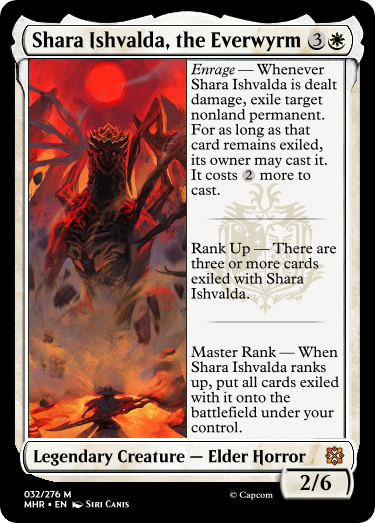 Shara Ishvalda, the Everwyrm 3
Enrage — Whenever
Shara Ishvalda is dealt
damage, exile target
nonland permanent.
For as long as that
card remains exiled,
its owner may cast it.
It costs 2 more to
cast.
Rank Up — There are
three or more cards
exiled with Shara
Ishvalda.
Master Rank — When
Shara Ishvalda ranks
up, put all cards exiled
with it onto the
battlefield under your
control.
Legendary Creature — Elder Horror
2/6
032/276 M
MHR • EN Siri Canis
© Capcom